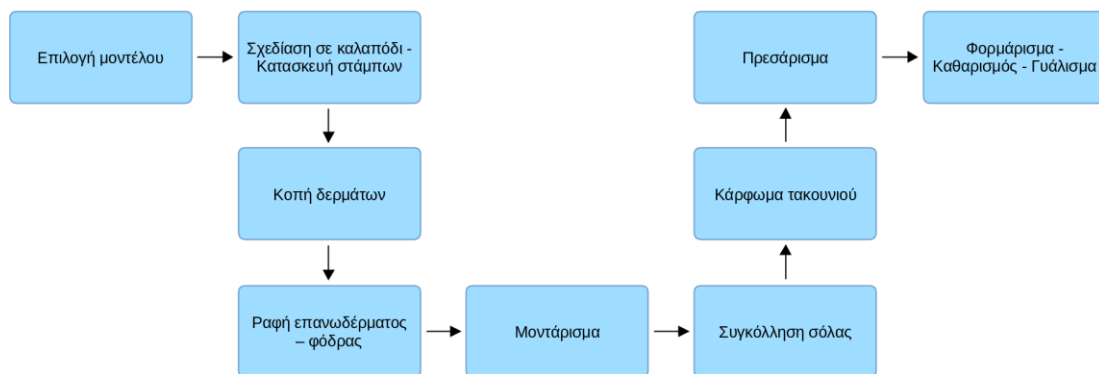 Επιλογή μοντέλου
Σχεδίαση σε καλαπόδι -
Κατασκευή στάμπων
Κοπή δερμάτων
Ραφή επανωδέρματος
– φόδρας
Μοντάρισμα
Συγκόλληση σόλας
Κάρφωμα τακουνιού
Πρεσάρισμα
Φορμάρισμα -
Καθαρισμός - Γυάλισμα